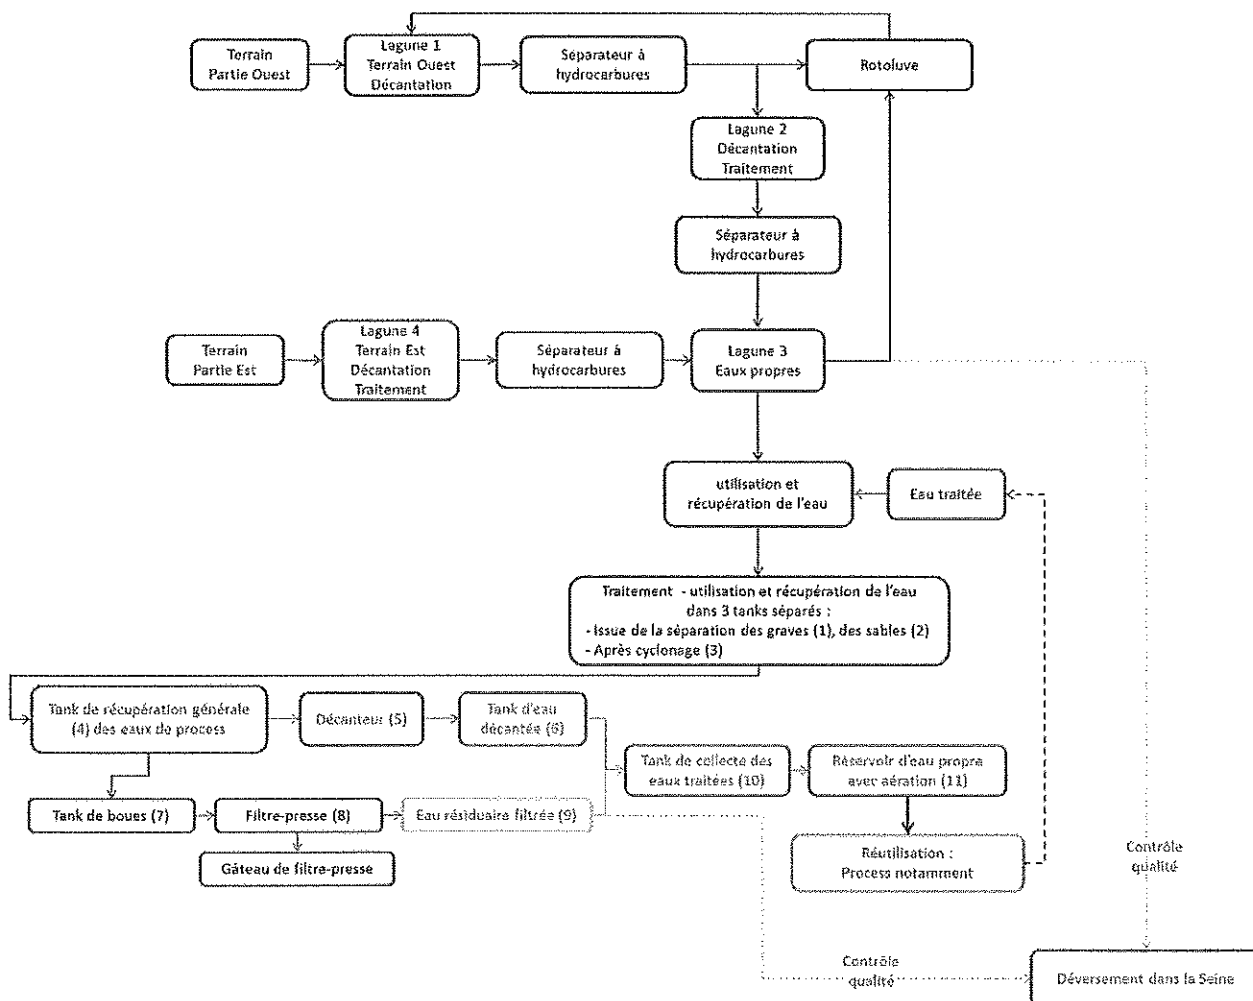 Terrain
Partie Ouest
Lagune 1
Terrain Ouest
Décantation
Séparateur à
hydrocarbures
Rotoluve
Lagune 2
Décantation
Traitement
Séparateur à
hydrocarbures
Terrain
Partie Est
Lagune 4
Terrain Est
Décantation
Traitement
Séparateur à
hydrocarbures
Lagune 3
Eaux propres
utilisation et
récupération de l'eau
Eau traitée
Traitement - utilisation et récupération de l'eau
dans 3 tanks séparés :
- Issue de la séparation des graves (1), des sables (2)
- Après cyclonage (3)
Tank de récupération générale
(4) des eaux de process
Décanteur (5)
Tank d'eau
décantée (6)
Tank de collecte des
eaux traitées (10)
Réservoir d'eau propre
avec aération (11)
Tank de boues (7)
Filtre-presse (8)
Eau résiduaire filtrée (9)
Gâteau de filtre-presse
Réutilisation :
Process notamment
Contrôle
qualité
Contrôle
qualité
Déversement dans la Seine